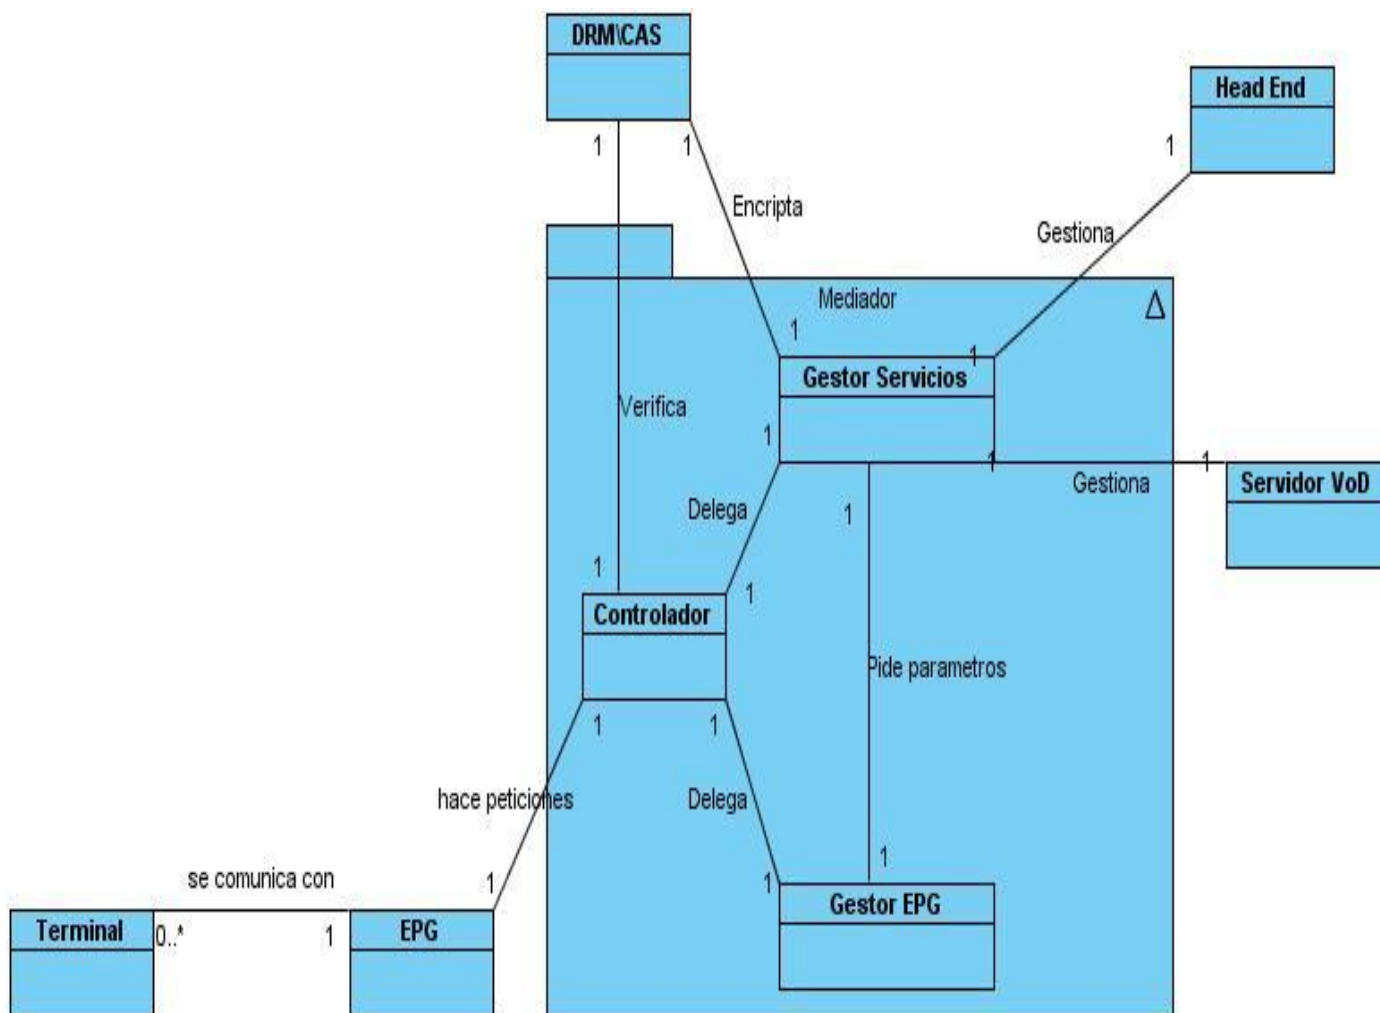 DRM\CAS
Head End
1
1
1
Encripta
Gestiona
Mediador
1
1
Gestor Servicios
Verifica
1
1
1
Gestiona
Servidor VoD
Delega
1
1
1
Controlador
Pide parametros
1
1
hace peticiones
Delega
1
se comunica con
1
1
Gestor EPG
Terminal
0..*
1
EPG